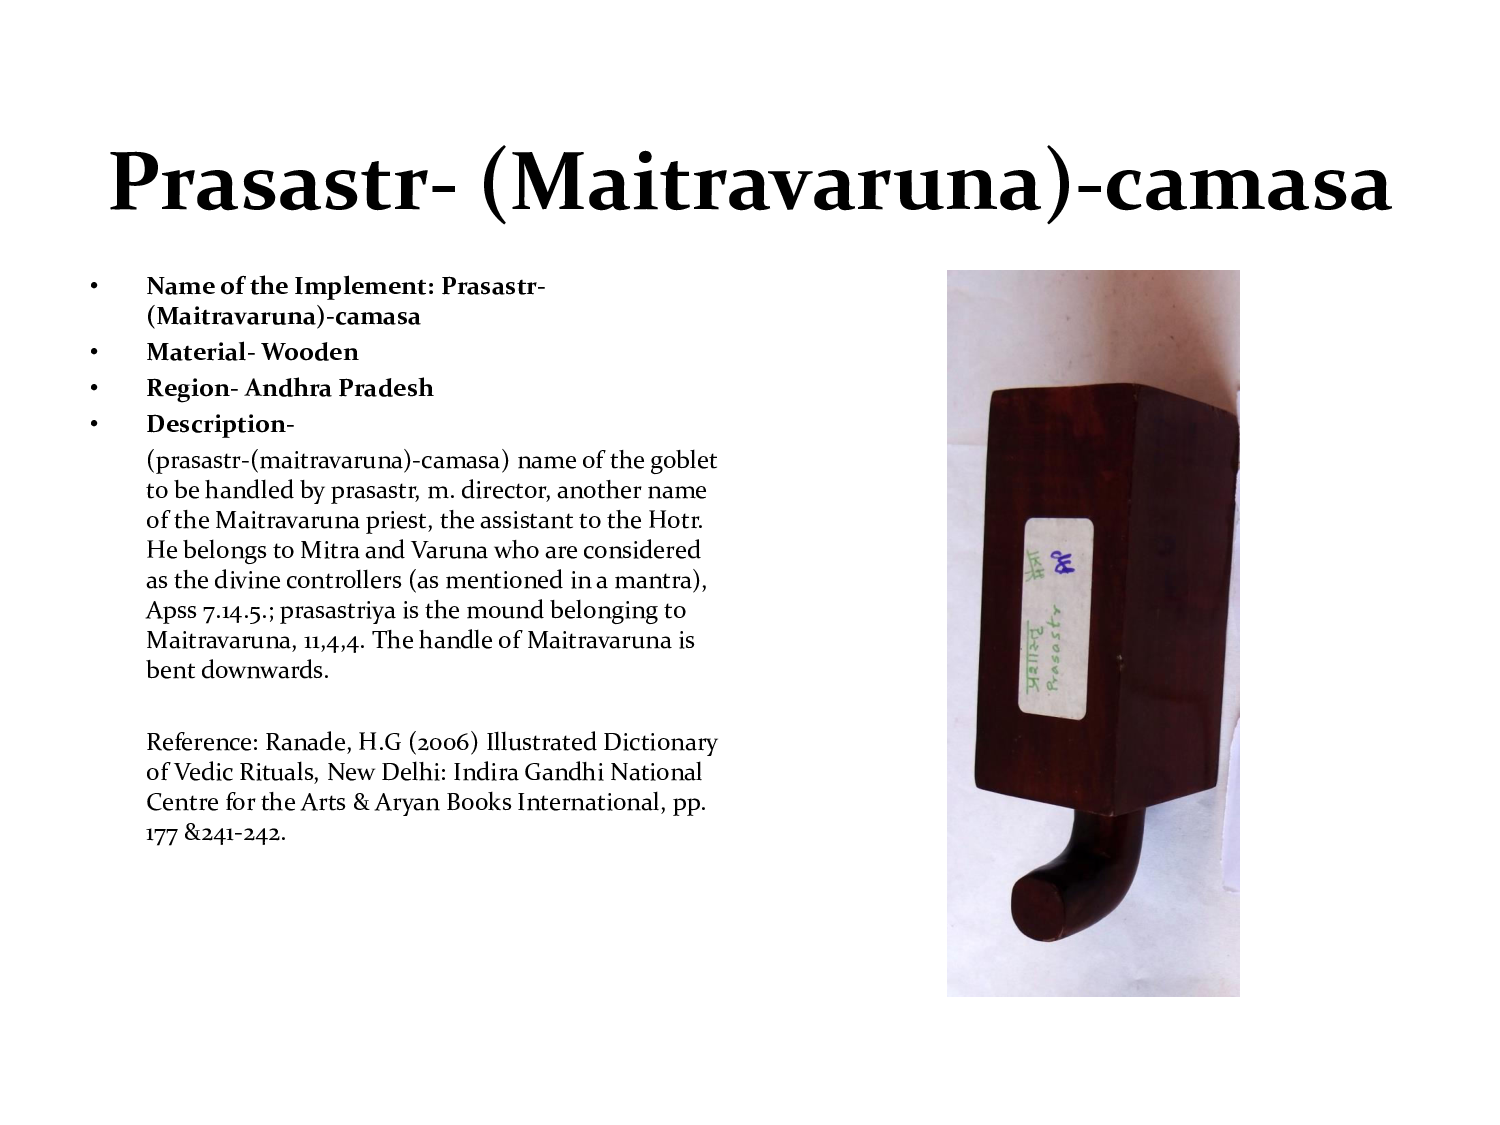 Prasastr- (Maitravaruna)-camasa
• Name of the Implement: Prasastr-
(Maitravaruna)-camasa
• Material- Wooden
• Region- Andhra Pradesh
• Description-
(prasastr-(maitravaruna)-camasa) name of the goblet
to be handled by prasastr, m. director, another name
of the Maitravaruna priest, the assistant to the Hotr.
He belongs to Mitra and Varuna who are considered
as the divine controllers (as mentioned in a mantra),
Apss 7.14.5.; prasastriya is the mound belonging to
Maitravaruna, 11,4,4. The handle of Maitravaruna is
bent downwards.
Reference: Ranade, H.G (2006) Illustrated Dictionary
of Vedic Rituals, New Delhi: Indira Gandhi National
Centre for the Arts & Aryan Books International, pp.
177 &241-242.
Prasastr